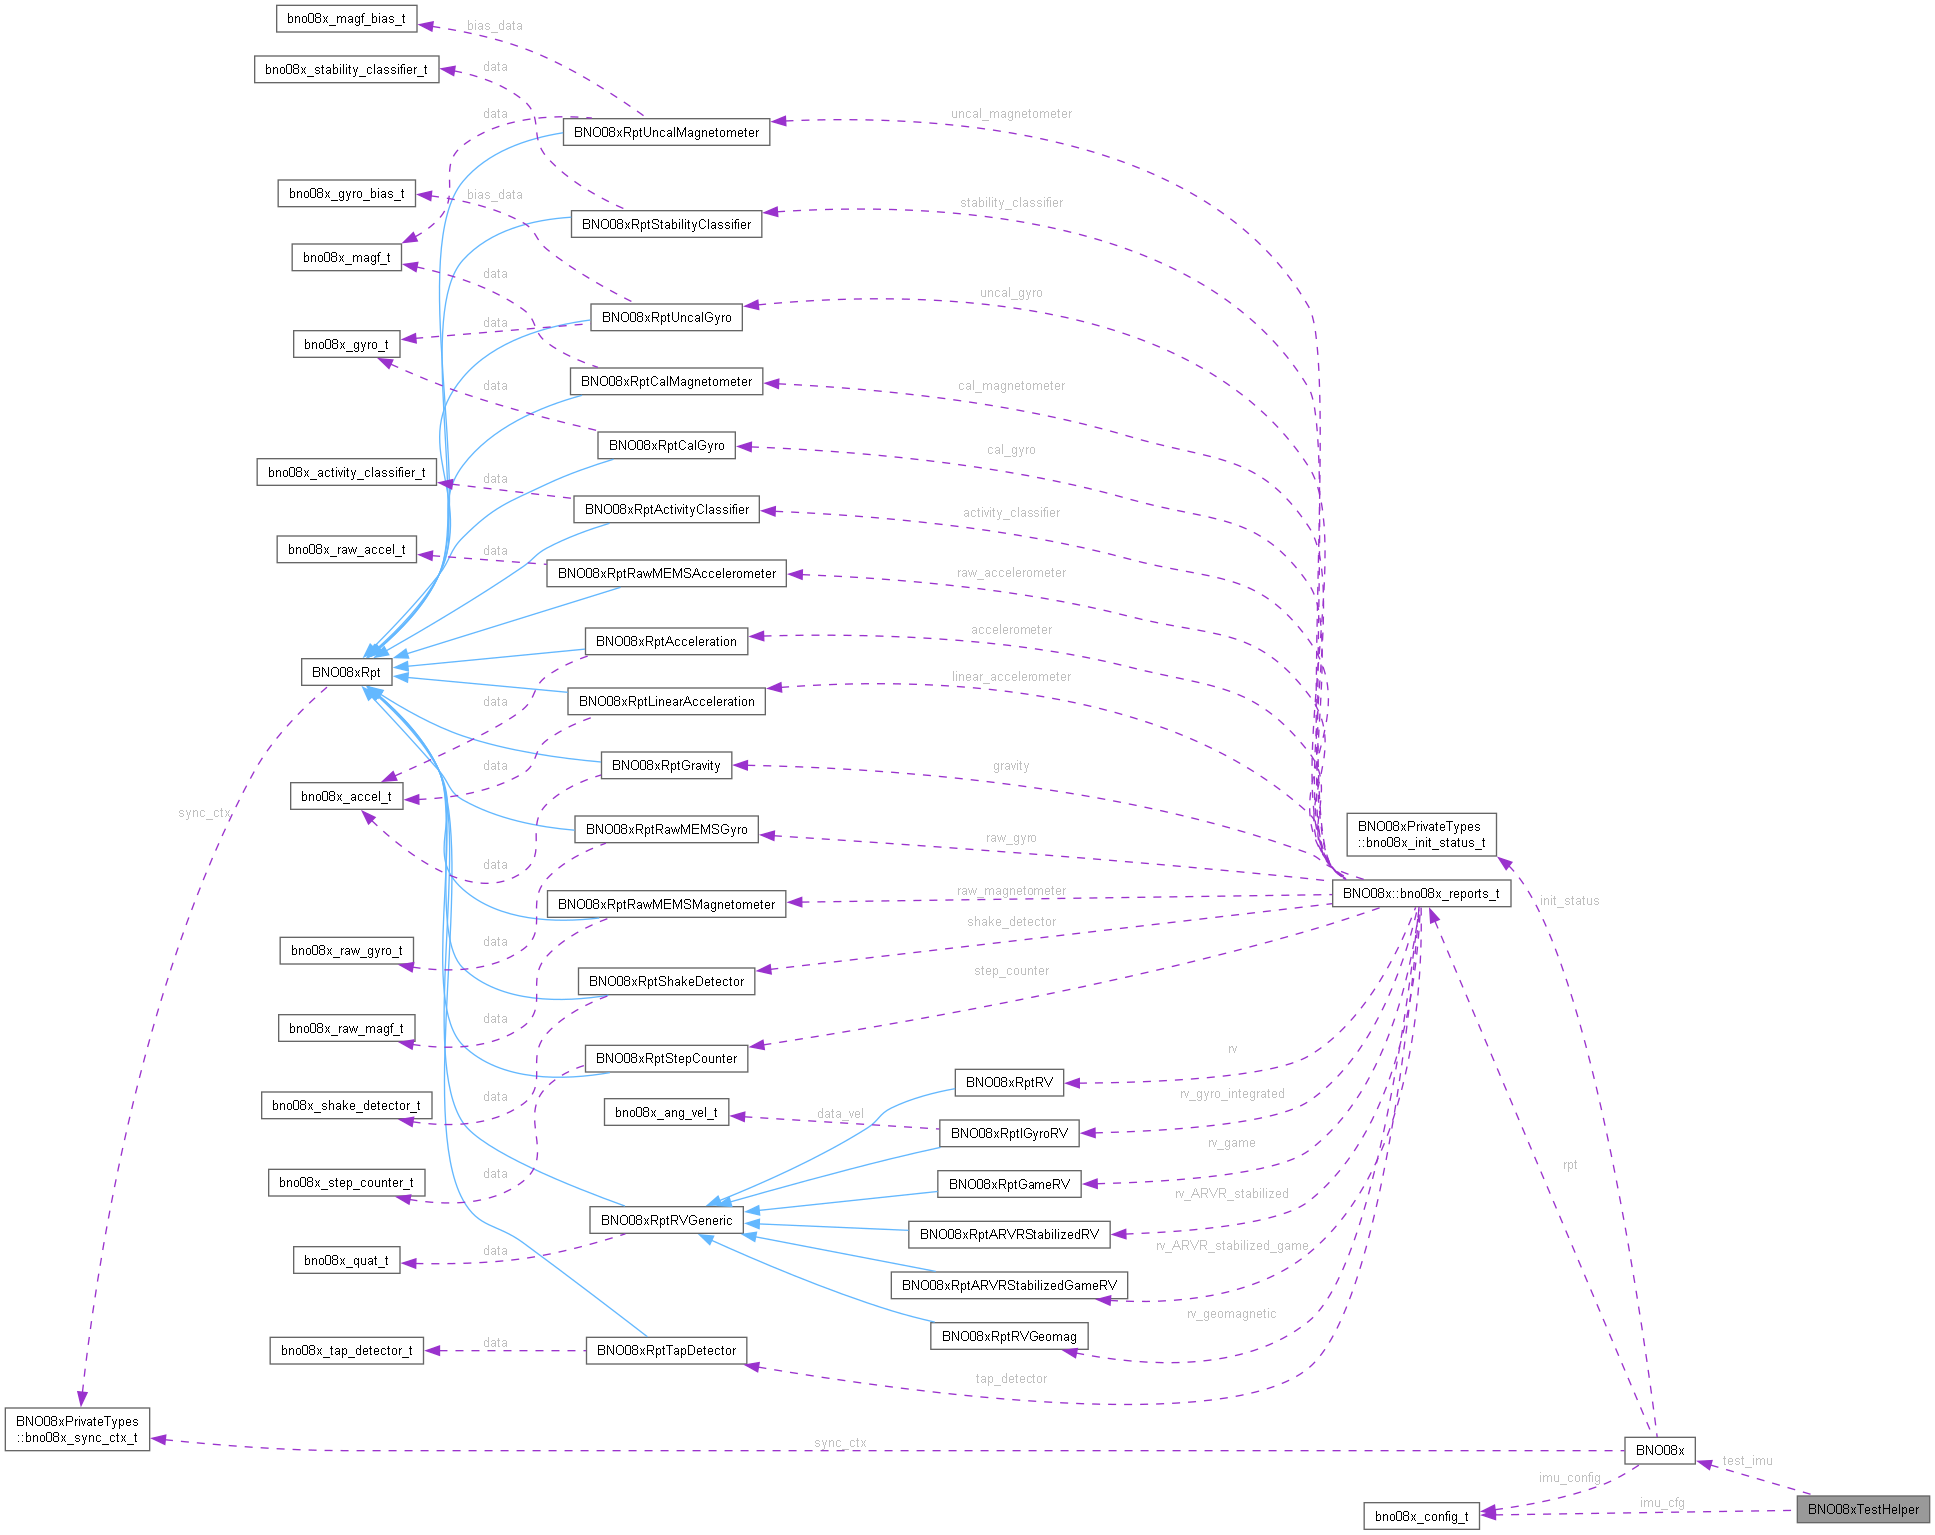 bno08x_magf_bias_t
bias_data
bno08x_stability_classifier_t
data
data
uncal_magnetometer
BNO08xRptUncalMagnetometer
bno08x_gyro_bias_t
bias_data
stability_classifier
BNO08xRptStabilityClassifier
bno08x_magf_t
data
uncal_gyro
BNO08xRptUncalGyro
data
bno08x_gyro_t
data
BNO08xRptCalMagnetometer
cal_magnetometer
BNO08xRptCalGyro
cal_gyro
bno08x_activity_classifier_t
data
BNO08xRptActivityClassifier
activity_classifier
bno08x_raw_accel_t
data
BNO08xRptRawMEMSAccelerometer
raw_accelerometer
BNO08xRptAcceleration
accelerometer
BNO08xRpt
linear_accelerometer
data
BNO08xRptLinearAcceleration
data
BNO08xRptGravity
gravity
bno08x_accel_t
sync_ctx
BNO08xRptRawMEMSGyro
raw_gyro
BNO08xPrivateTypes
::bno08x_init_status_t
data
raw_magnetometer
BNO08x::bno08x_reports_t
BNO08xRptRawMEMSMagnetometer
init_status
shake_detector
bno08x_raw_gyro_t
data
BNO08xRptShakeDetector
step_counter
bno08x_raw_magf_t
data
BNO08xRptStepCounter
rv
BNO08xRptRV
bno08x_shake_detector_t
data
bno08x_ang_vel_t
data_vel
rv_gyro_integrated
BNO08xRptIGyroRV
rv_game
bno08x_step_counter_t
data
BNO08xRptGameRV
rpt
rv_ARVR_stabilized
BNO08xRptRVGeneric
BNO08xRptARVRStabilizedRV
rv_ARVR_stabilized_game
bno08x_quat_t
data
BNO08xRptARVRStabilizedGameRV
rv_geomagnetic
BNO08xRptRVGeomag
bno08x_tap_detector_t
data
BNO08xRptTapDetector
tap_detector
BNO08xPrivateTypes
::bno08x_sync_ctx_t
sync_ctx
BNO08x
test_imu
imu_config
imu_cfg
bno08x_config_t
BNO08xTestHelper